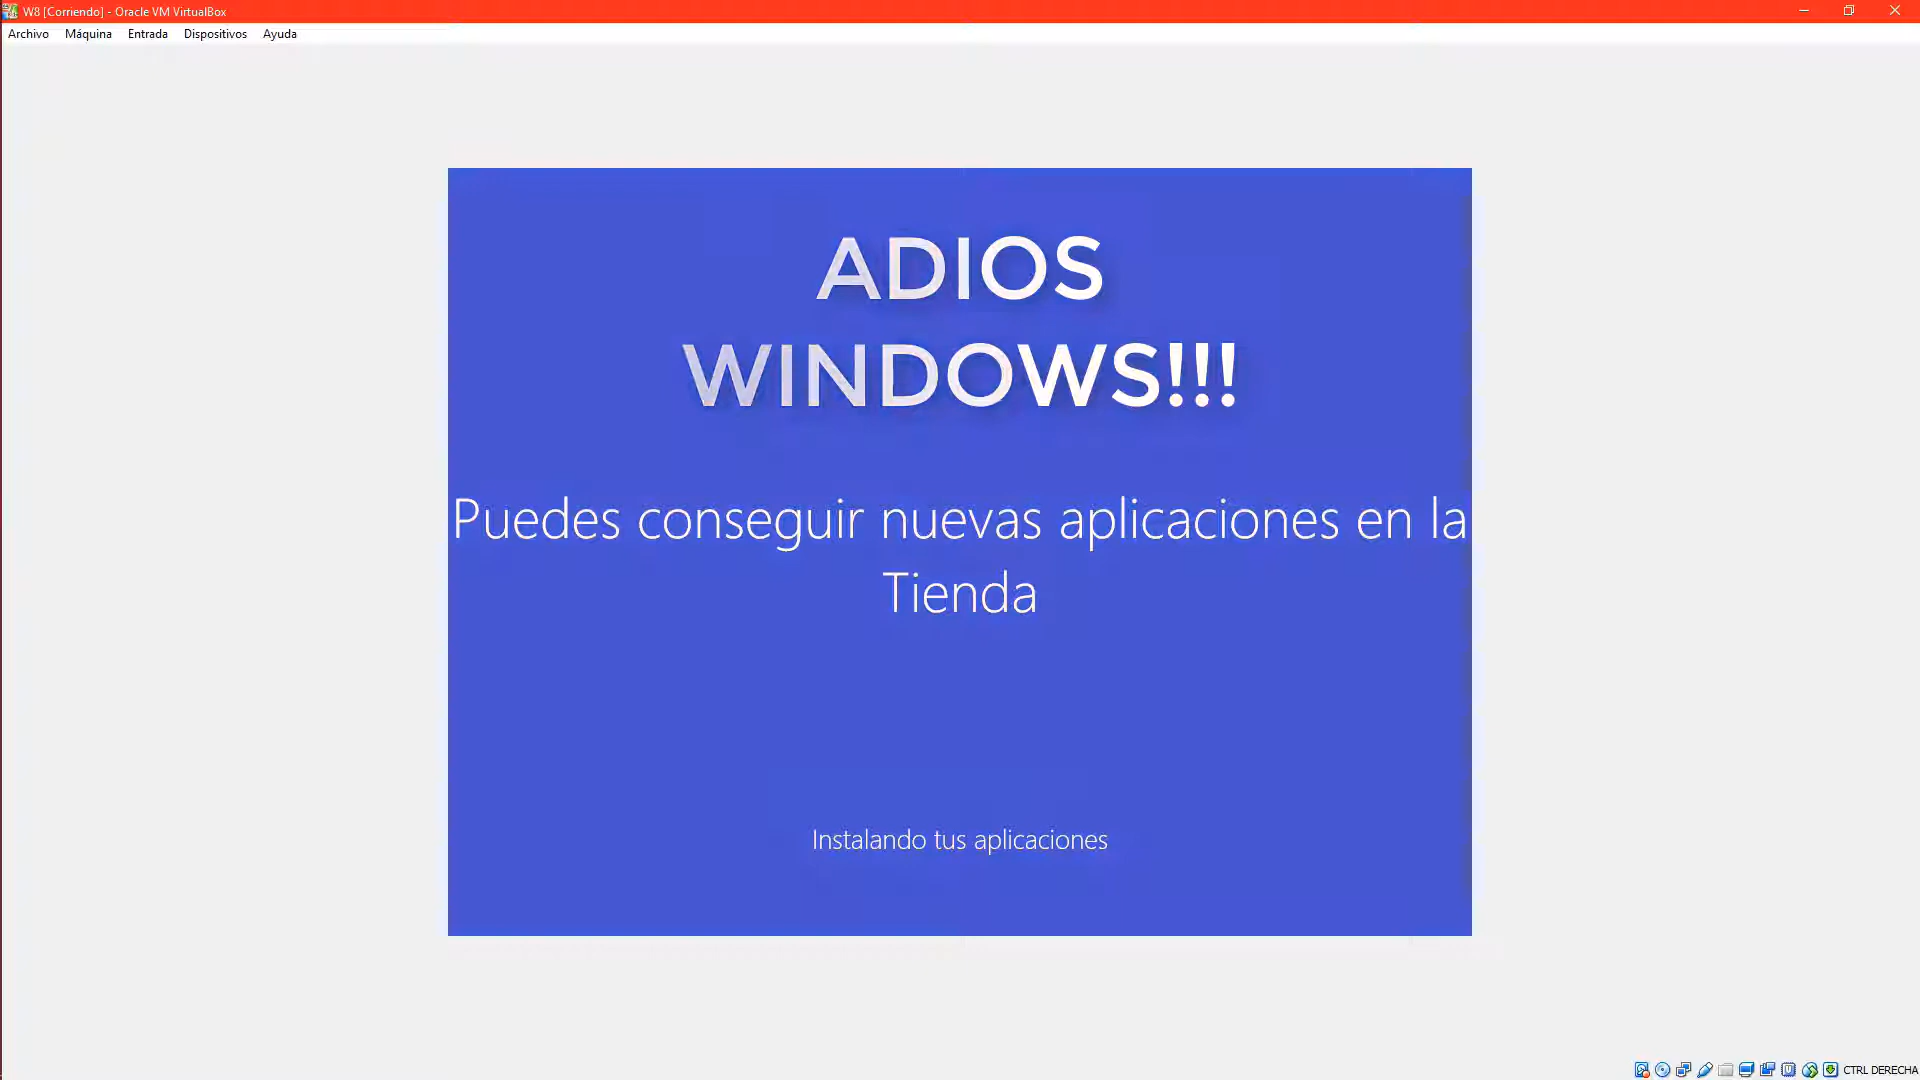 W8 [Corriendo] - Oracle VM VirtualBox
Archivo Máquina Entrada Dispositivos Ayuda
ADIOS
WINDOWS!!!
Puedes conseguir nuevas aplicaciones en la
Tienda
Instalando tus aplicaciones
CTRL DERECHA